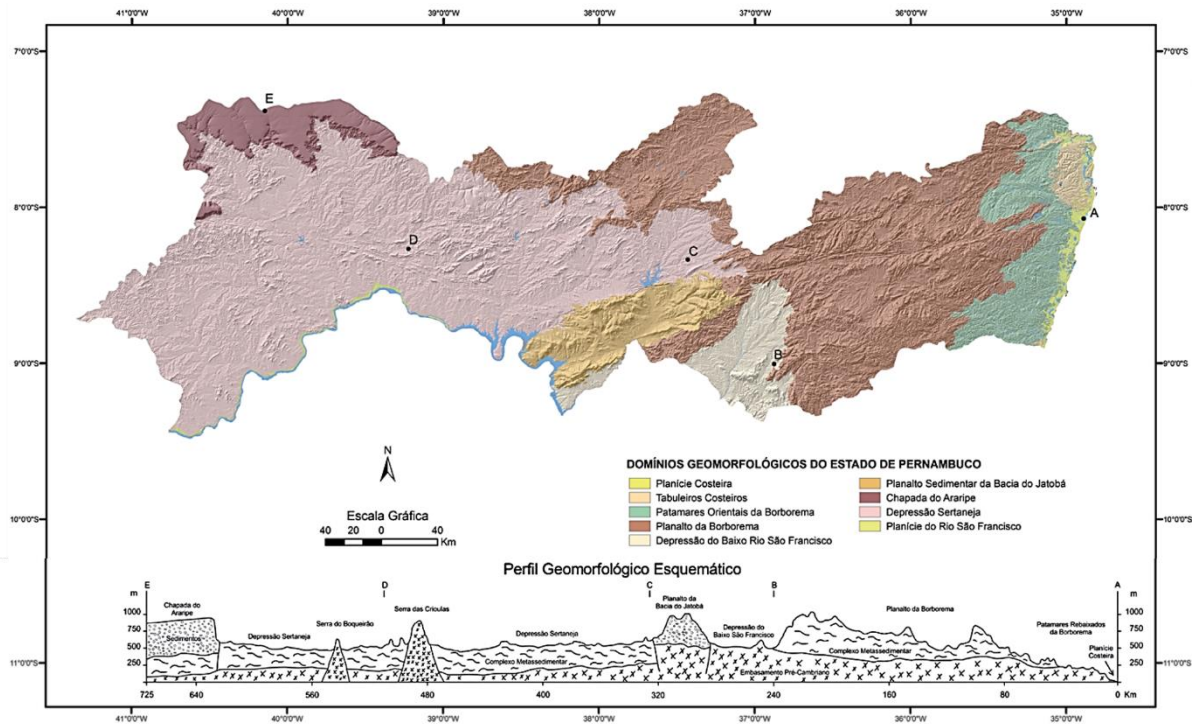 41°0'0"W 40°0'0"W 39°0'0"W 38°0'0"W 37°0'0"W 36°0'0"W 35°0'0"W
7°0'0"S 7°0'0"S
E
8°0'0"S 8°0'0"S
A
D
C
9°0'0"S 9°0'0"S
B
N
Escala Gráfica
40 20 0 40
Km
DOMÍNIOS GEOMORFOLÓGICOS DO ESTADO DE PERNAMBUCO
Planície Costeira
Tabuleiros Costeiros
Patamares Orientais da Borborema
Planalto da Borborema
Depressão do Baixo Rio São Francisco
Planalto Sedimentar da Bacia do Jatobá
Chapada do Araripe
Depressão Sertaneja
Planície do Rio São Francisco
10°0'0"S 10°0'0"S
Perfil Geomorfológico Esquemático
E D C B A
m m
1000 1000
750 750
500 500
250 250
Chapada do
Araripe
Sedimentos
Depressão Sertaneja
Serra do Boqueirão
Serra das Crioulas
Depressão Sertaneja
Complexo Metassedimentar
Planalto da
Bacia do Jatobá
Depressão do
Baixo São Francisco
Planalto da Borborema
Complexo Metassedimentar
Embasamento Pré-Cambriano
Patamares Rebaixados
da Borborema
Planície
Costeira
725 640 560 480 400 320 240 160 80 0 Km
11°0'0"S 11°0'0"S
41°0'0"W 40°0'0"W 39°0'0"W 38°0'0"W 37°0'0"W 36°0'0"W 35°0'0"W